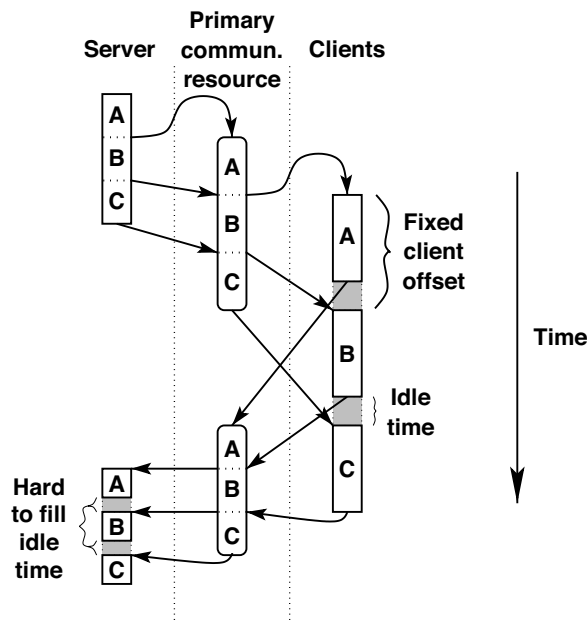 Primary
Server commun. Clients
resource
A
B
C
A
B
C
A
B
C
Fixed
client
offset
Time
Idle
time
A
B
C
A
B
C
Hard
to fill
idle
time